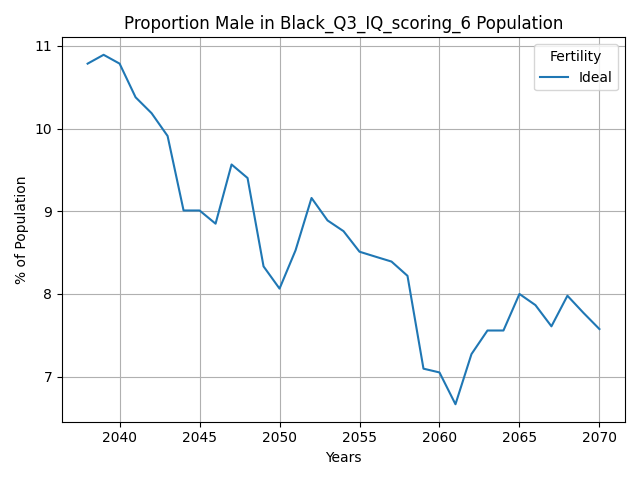 Proportion Male in Black_Q3_IQ_scoring_6 Population
Fertility
Ideal
% of Population
11
10
9
8
7
2040 2045 2050 2055 2060 2065 2070
Years